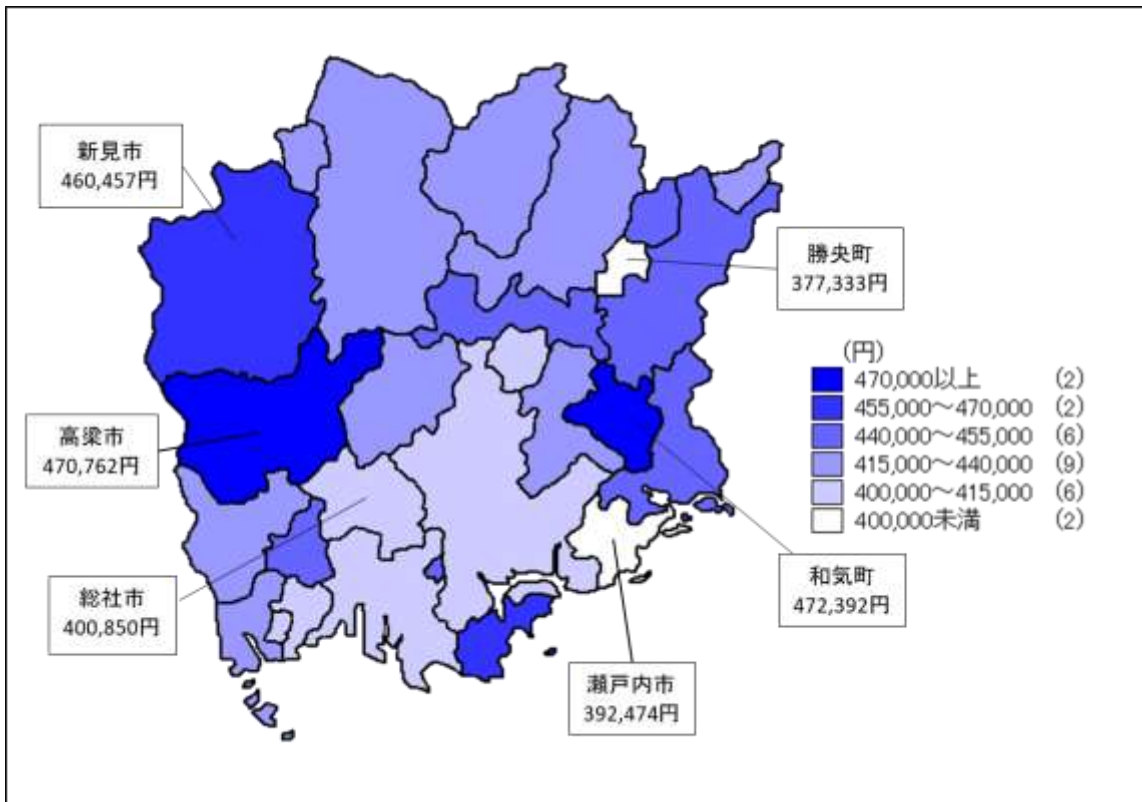 新見市
460,457円
勝央町
377,333円
(円)
470,000以上 (2)
455,000～470,000 (2)
440,000～455,000 (6)
415,000～440,000 (9)
400,000～415,000 (6)
400,000未満 (2)
高梁市
470,762円
総社市
400,850円
和気町
472,392円
瀬戸内市
392,474円